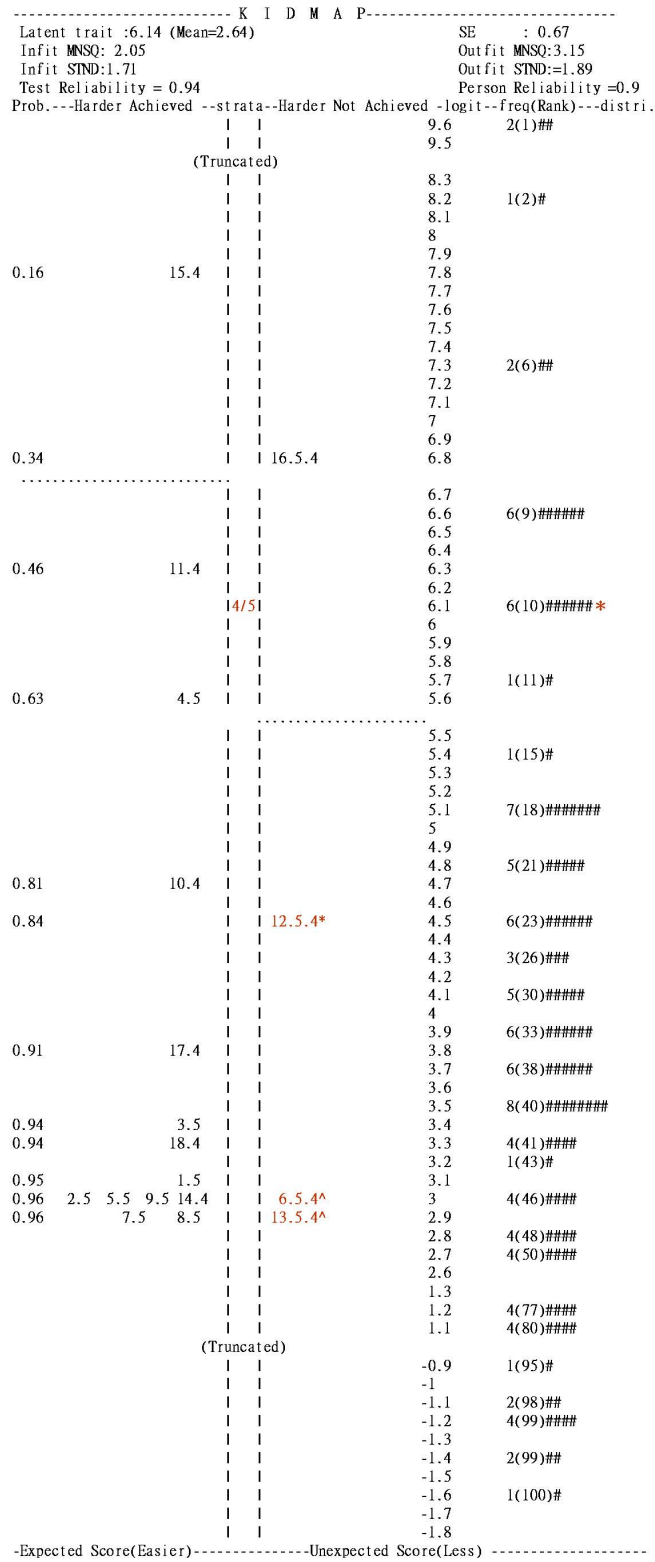 ---------------------------- K I D M A P--------------------------------
Latent trait :6.14 (Mean=2.64) SE : 0.67
Infit MNSQ: 2.05 Outfit MNSQ:3.15
Infit STND:1.71 Outfit STND:=1.89
Test Reliability = 0.94 Person Reliability =0.9
Prob.---Harder Achieved --strata--Harder Not Achieved -logit--freq(Rank)---distri.
| | 9.6 2(1)##
| | 9.5
(Truncated)
| | 8.3
| | 8.2 1(2)#
| | 8.1
| | 8
| | 7.9
0.16 15.4 | | 7.8
| | 7.7
| | 7.6
| | 7.5
| | 7.4
| | 7.3 2(6)##
| | 7.2
| | 7.1
| | 7
| | 6.9
0.34 | | 16.5.4 6.8
...........................
| | 6.7
| | 6.6 6(9)######
| | 6.5
| | 6.4
0.46 11.4 | | 6.3
| | 6.2
|4/5| 6.1 6(10)######*
| | 6
| | 5.9
| | 5.8
| | 5.7 1(11)#
0.63 4.5 | | 5.6
......................
| | 5.5
| | 5.4 1(15)#
| | 5.3
| | 5.2
| | 5.1 7(18)#######
| | 5
| | 4.9
| | 4.8 5(21)#####
0.81 10.4 | | 4.7
| | 4.6
0.84 | | 12.5.4* 4.5 6(23)######
| | 4.4
| | 4.3 3(26)###
| | 4.2
| | 4.1 5(30)#####
| | 4
| | 3.9 6(33)######
0.91 17.4 | | 3.8
| | 3.7 6(38)######
| | 3.6
| | 3.5 8(40)########
0.94 3.5 | | 3.4
0.94 18.4 | | 3.3 4(41)####
| | 3.2 1(43)#
0.95 1.5 | | 3.1
0.96 2.5 5.5 9.5 14.4 | | 6.5.4^ 3 4(46)####
0.96 7.5 8.5 | | 13.5.4^ 2.9
| | 2.8 4(48)####
| | 2.7 4(50)####
| | 2.6
| | 1.3
| | 1.2 4(77)####
| | 1.1 4(80)####
(Truncated)
| | -0.9 1(95)#
| | -1
| | -1.1 2(98)##
| | -1.2 4(99)####
| | -1.3
| | -1.4 2(99)##
| | -1.5
| | -1.6 1(100)#
| | -1.7
| | -1.8
-Expected Score(Easier)---------------Unexpected Score(Less) --------------------